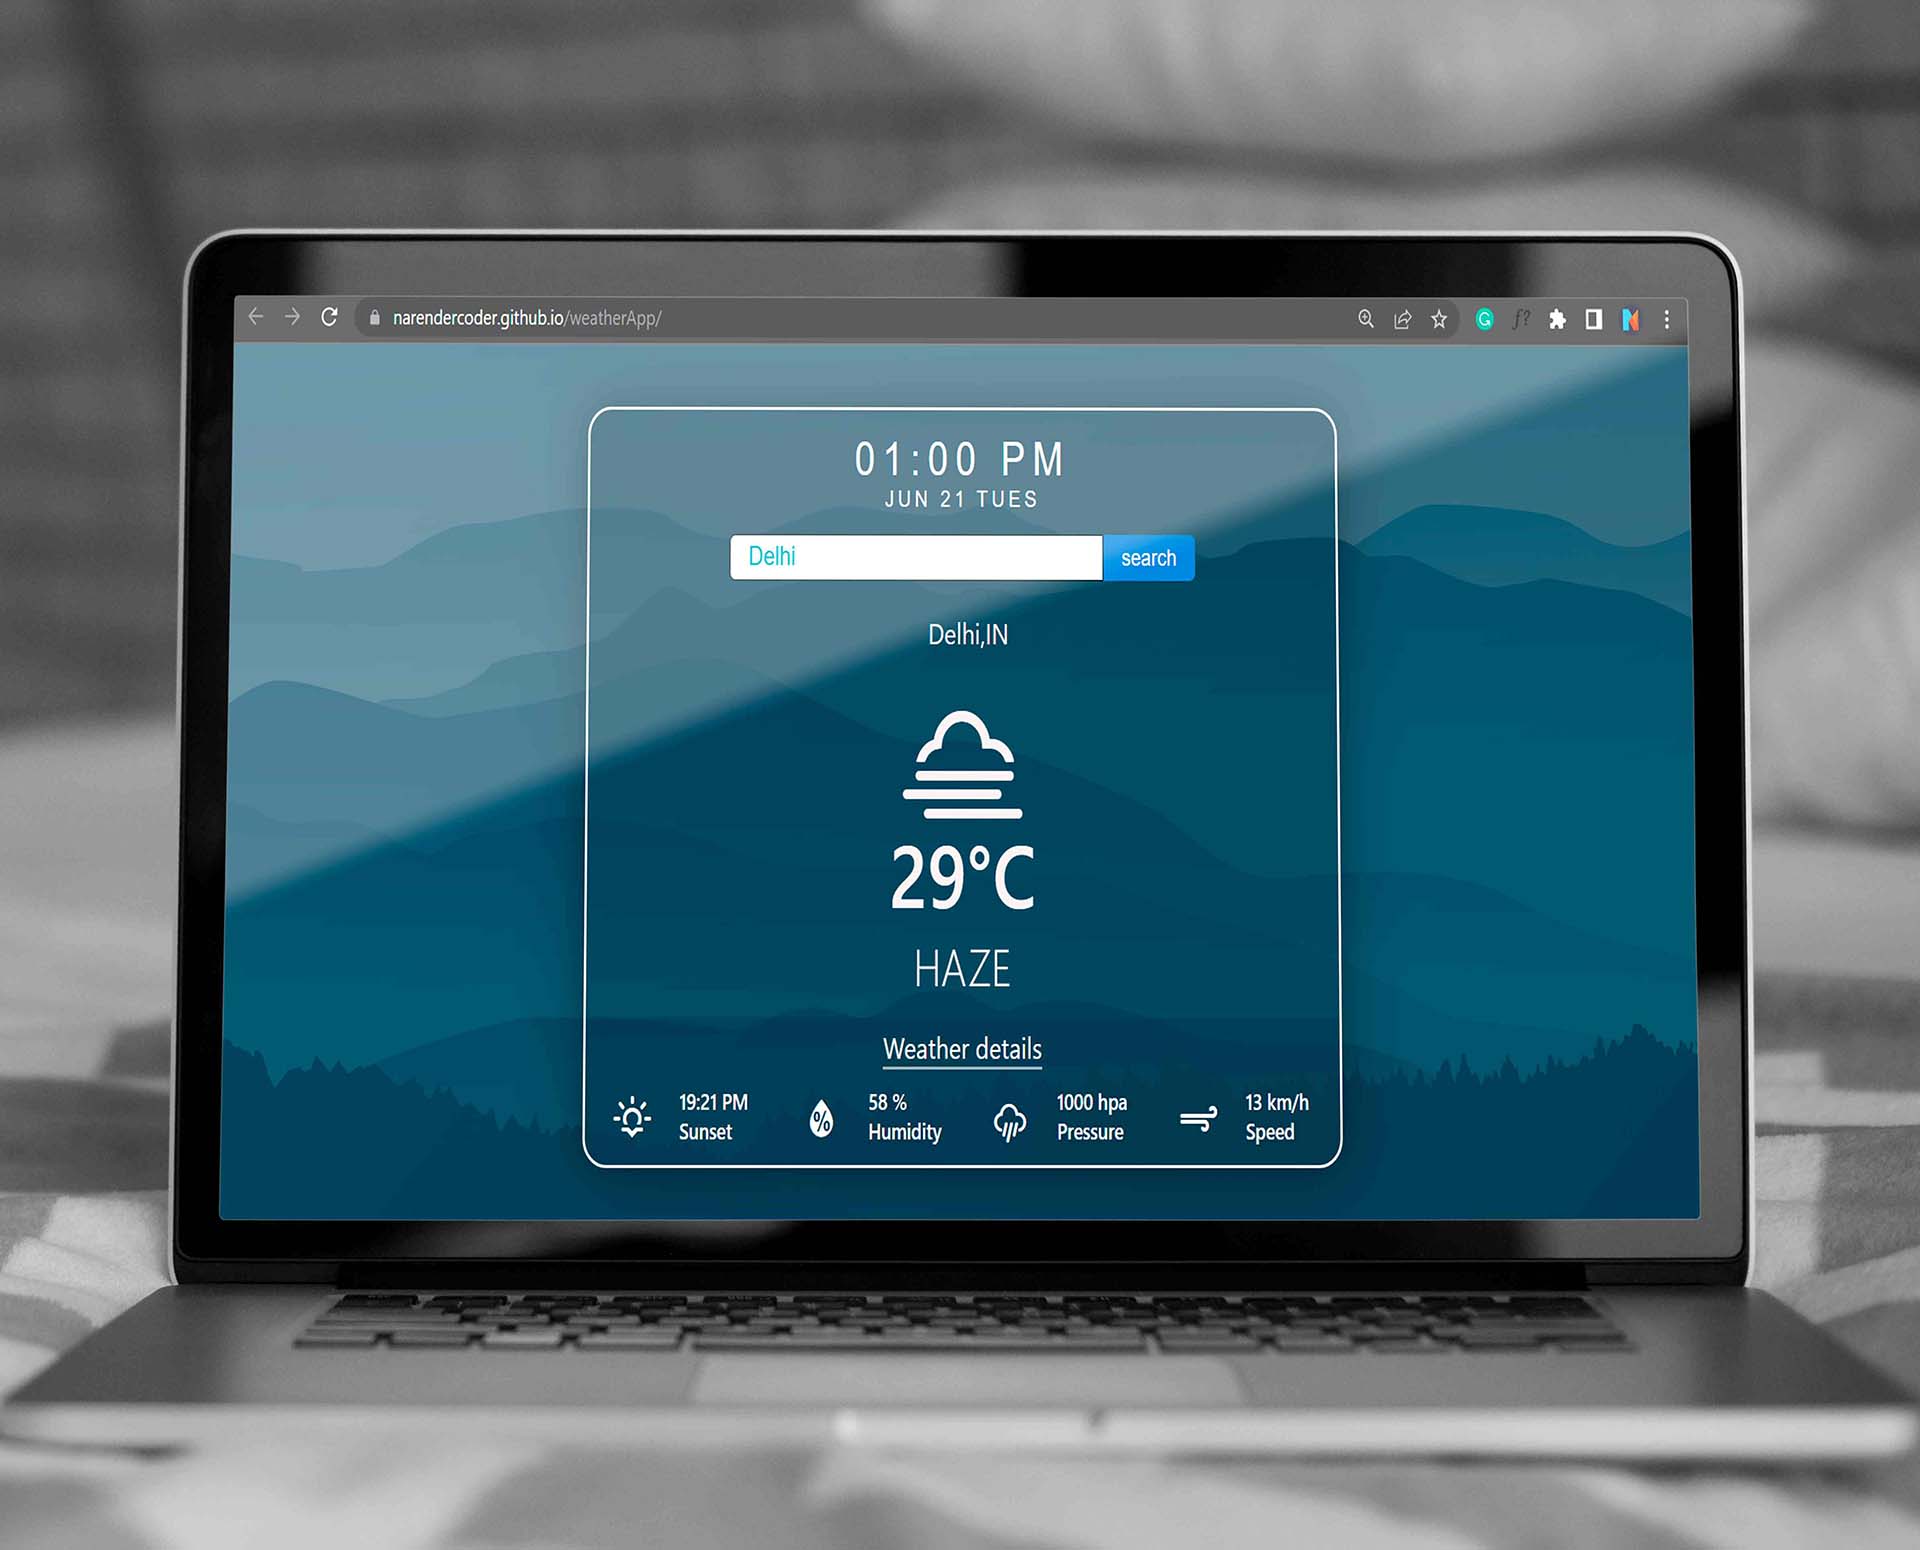 narendercoder.github.io/weatherApp/
01:00 PM
JUN 21 TUES
Delhi
search
Delhi,IN
29°C
HAZE
Weather details
19:21 PM
Sunset
%
58 %
Humidity
1000 hpa
Pressure
13 km/h
Speed